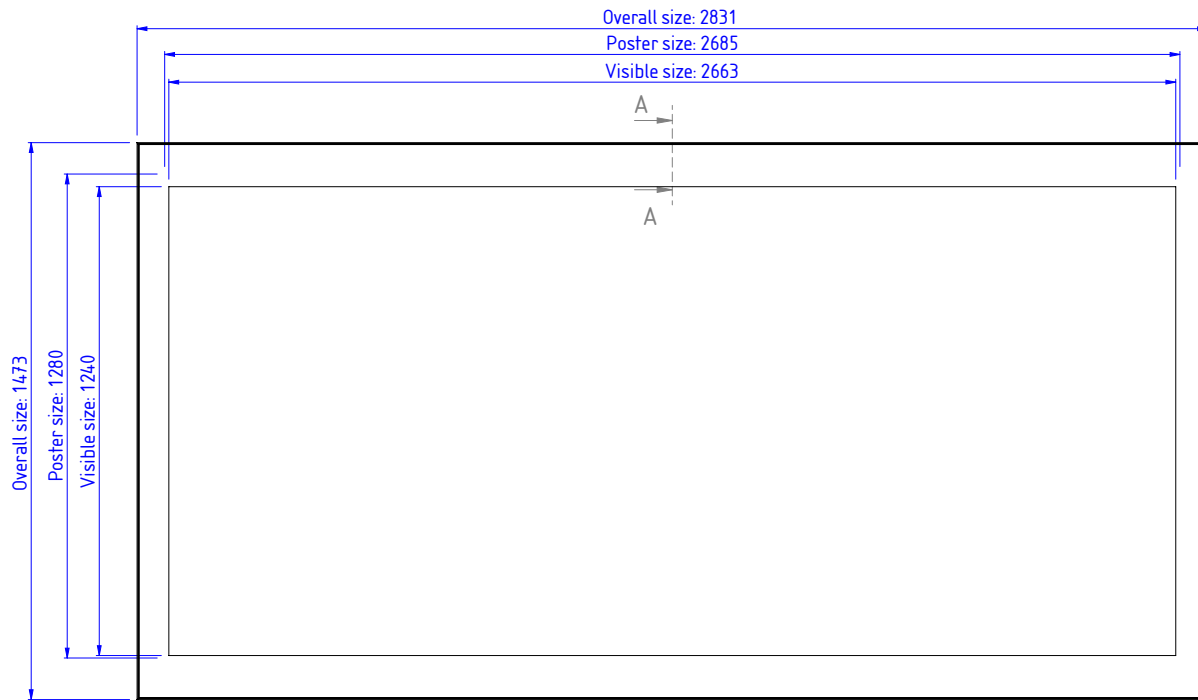 Overall size: 2831
Poster size: 2685
Visible size: 2663
A
A
Overall size: 1473
Poster size: 1280
Visible size: 1240